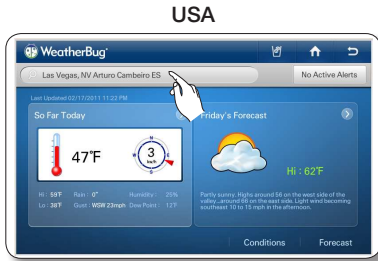 USA
WeatherBug
Las Vegas, NV Arturo Cambeiro ES
No Active Alerts
Last Updated:02/17/2011 11:22 PM
So Far Today
Friday's Forecast
47°F
N
3
mph
S
Hi : 62°F
Hi : 59°F Rain : 0" Humidity : 25%
Lo : 38°F Gust : WSW 23mph Dew Point : 12°F
Partly sunny. Highs around 56 on the west side of the
valley...around 66 on the east side. Light wind becoming
southeast 10 to 15 mph in the afternoon.
Conditions
Forecast